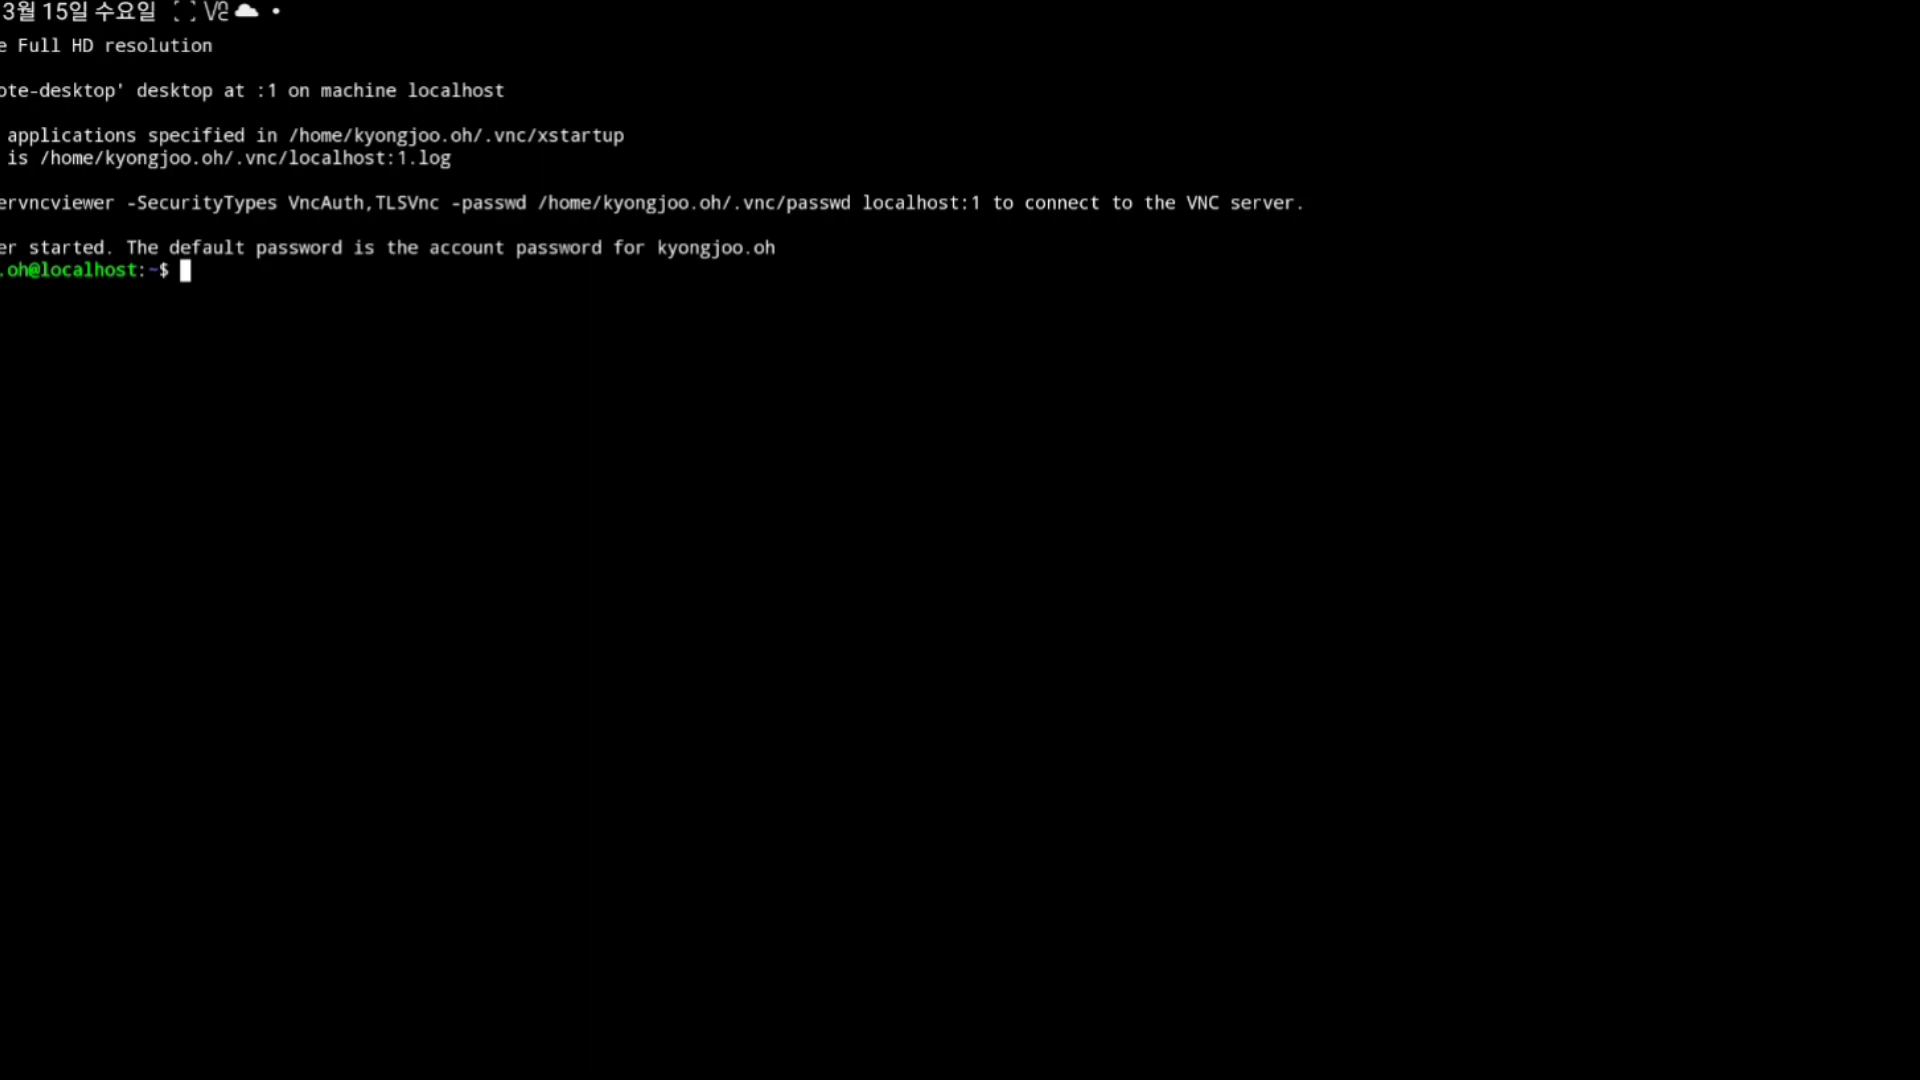 3월 15일 수요일
e Full HD resolution
ote-desktop' desktop at :1 on machine localhost
applications specified in /home/kyongjoo.oh/.vnc/xstartup
is /home/kyongjoo.oh/.vnc/localhost:1.log
ervncviewer -SecurityTypes VncAuth,TLSVnc -passwd /home/kyongjoo.oh/.vnc/passwd localhost:1 to connect to the VNC server.
er started. The default password is the account password for kyongjoo.oh
.oh@localhost:~$